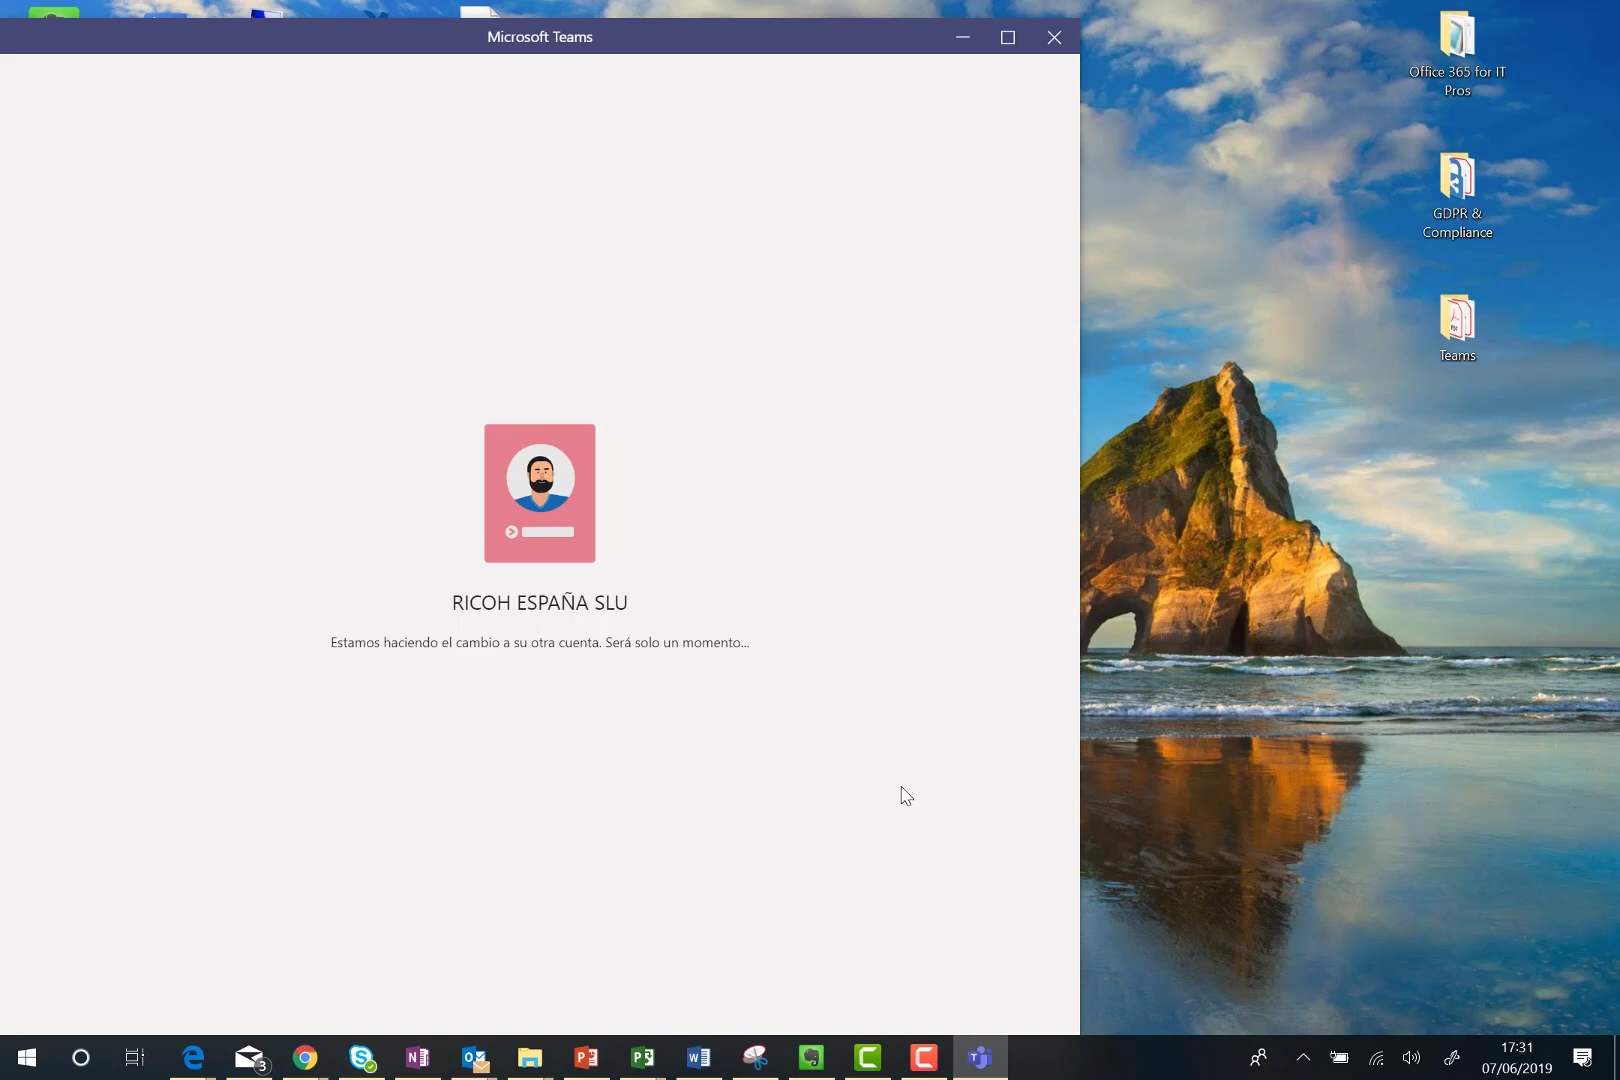 Microsoft Teams
Office 365 for IT
Pros
GDPR &
Compliance
Teams
RICOH ESPAÑA SLU
Estamos haciendo el cambio a su otra cuenta. Será solo un momento...
3
17:31
07/06/2019